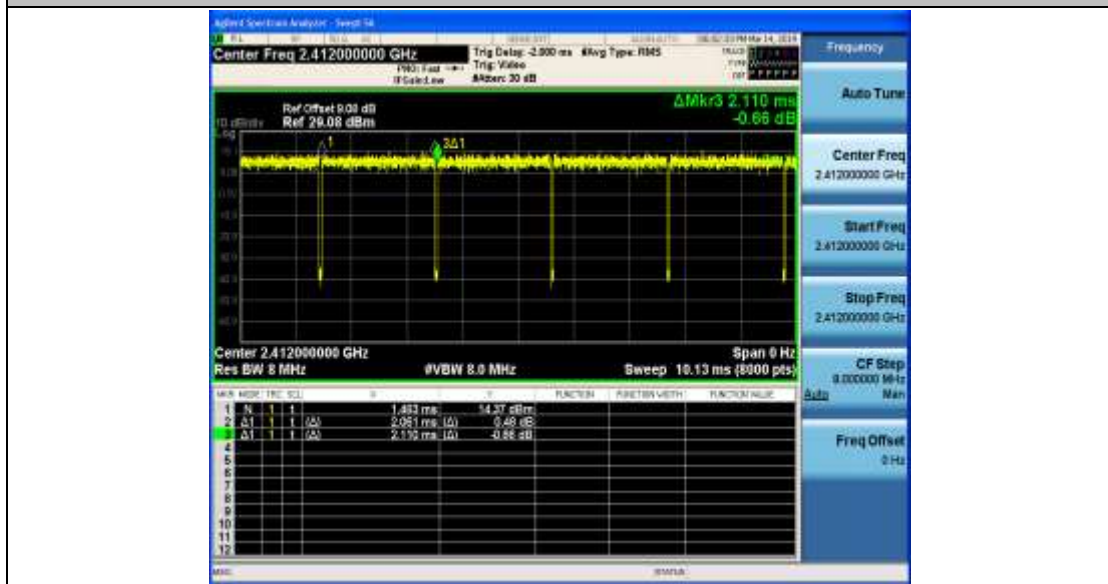 Agilent Spectrum Analyzer - Swept SA
Center Freq 2.412000000 GHz
PNO: Fast
IFGain:Low
Trig Delay: -2.000 ms
Trig: Video
#Atten: 30 dB
#Avg Type: RMS
TRACE
TYPE
DET P P P P P P
Ref Offset 9.08 dB
10 dB/div
Ref 29.08 dBm
Log
ΔMkr3 2.110 ms
-0.66 dB
1
3Δ1
Center 2.412000000 GHz
Span 0 Hz
Res BW 8 MHz
#VBW 8.0 MHz
Sweep 10.13 ms (8000 pts)
MKR MODE TRC SCL X Y FUNCTION FUNCTION WIDTH FUNCTION VALUE
1 N 1 t 1.463 ms 14.37 dBm
2 Δ1 1 t (Δ) 2.061 ms (Δ) 0.48 dB
3 Δ1 1 t (Δ) 2.110 ms (Δ) -0.66 dB
4
5
6
7
8
9
10
11
12
MSG
STATUS
Frequency
Auto Tune
Center Freq
2.412000000 GHz
Start Freq
2.412000000 GHz
Stop Freq
2.412000000 GHz
CF Step
8.000000 MHz
Auto Man
Freq Offset
0 Hz